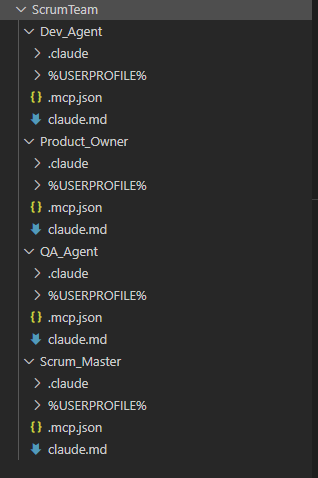 ScrumTeam
Dev_Agent
.claude
%USERPROFILE%
{} .mcp.json
claude.md
Product_Owner
.claude
%USERPROFILE%
{} .mcp.json
claude.md
QA_Agent
.claude
%USERPROFILE%
{} .mcp.json
claude.md
Scrum_Master
.claude
%USERPROFILE%
{} .mcp.json
claude.md